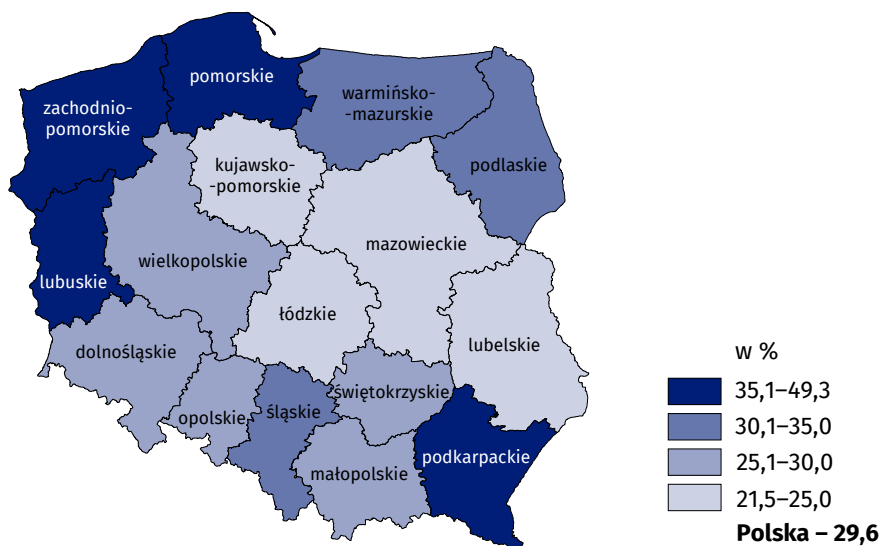 pomorskie
zachodnio-
pomorskie
warmińsko-
-mazurskie
podlaskie
kujawsko-
-pomorskie
mazowieckie
wielkopolskie
lubuskie
łódzkie
lubelskie
dolnośląskie
opolskie
śląskie
świętokrzyskie
małopolskie
podkarpackie
w %
35,1–49,3
30,1–35,0
25,1–30,0
21,5–25,0
Polska – 29,6